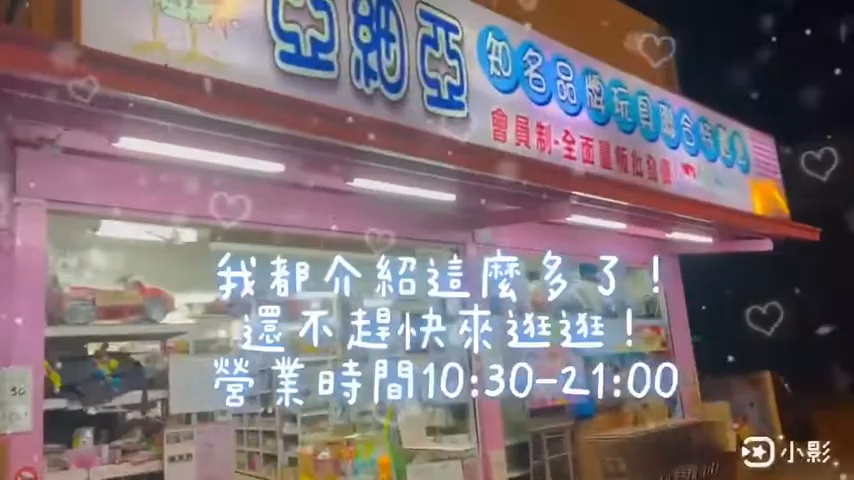 亞細亞
知名品牌玩具聯合特賣會
會員制-全面量販批發價
我都介紹這麼多了！
還不趕快來逛逛！
營業時間10:30-21:00
小影